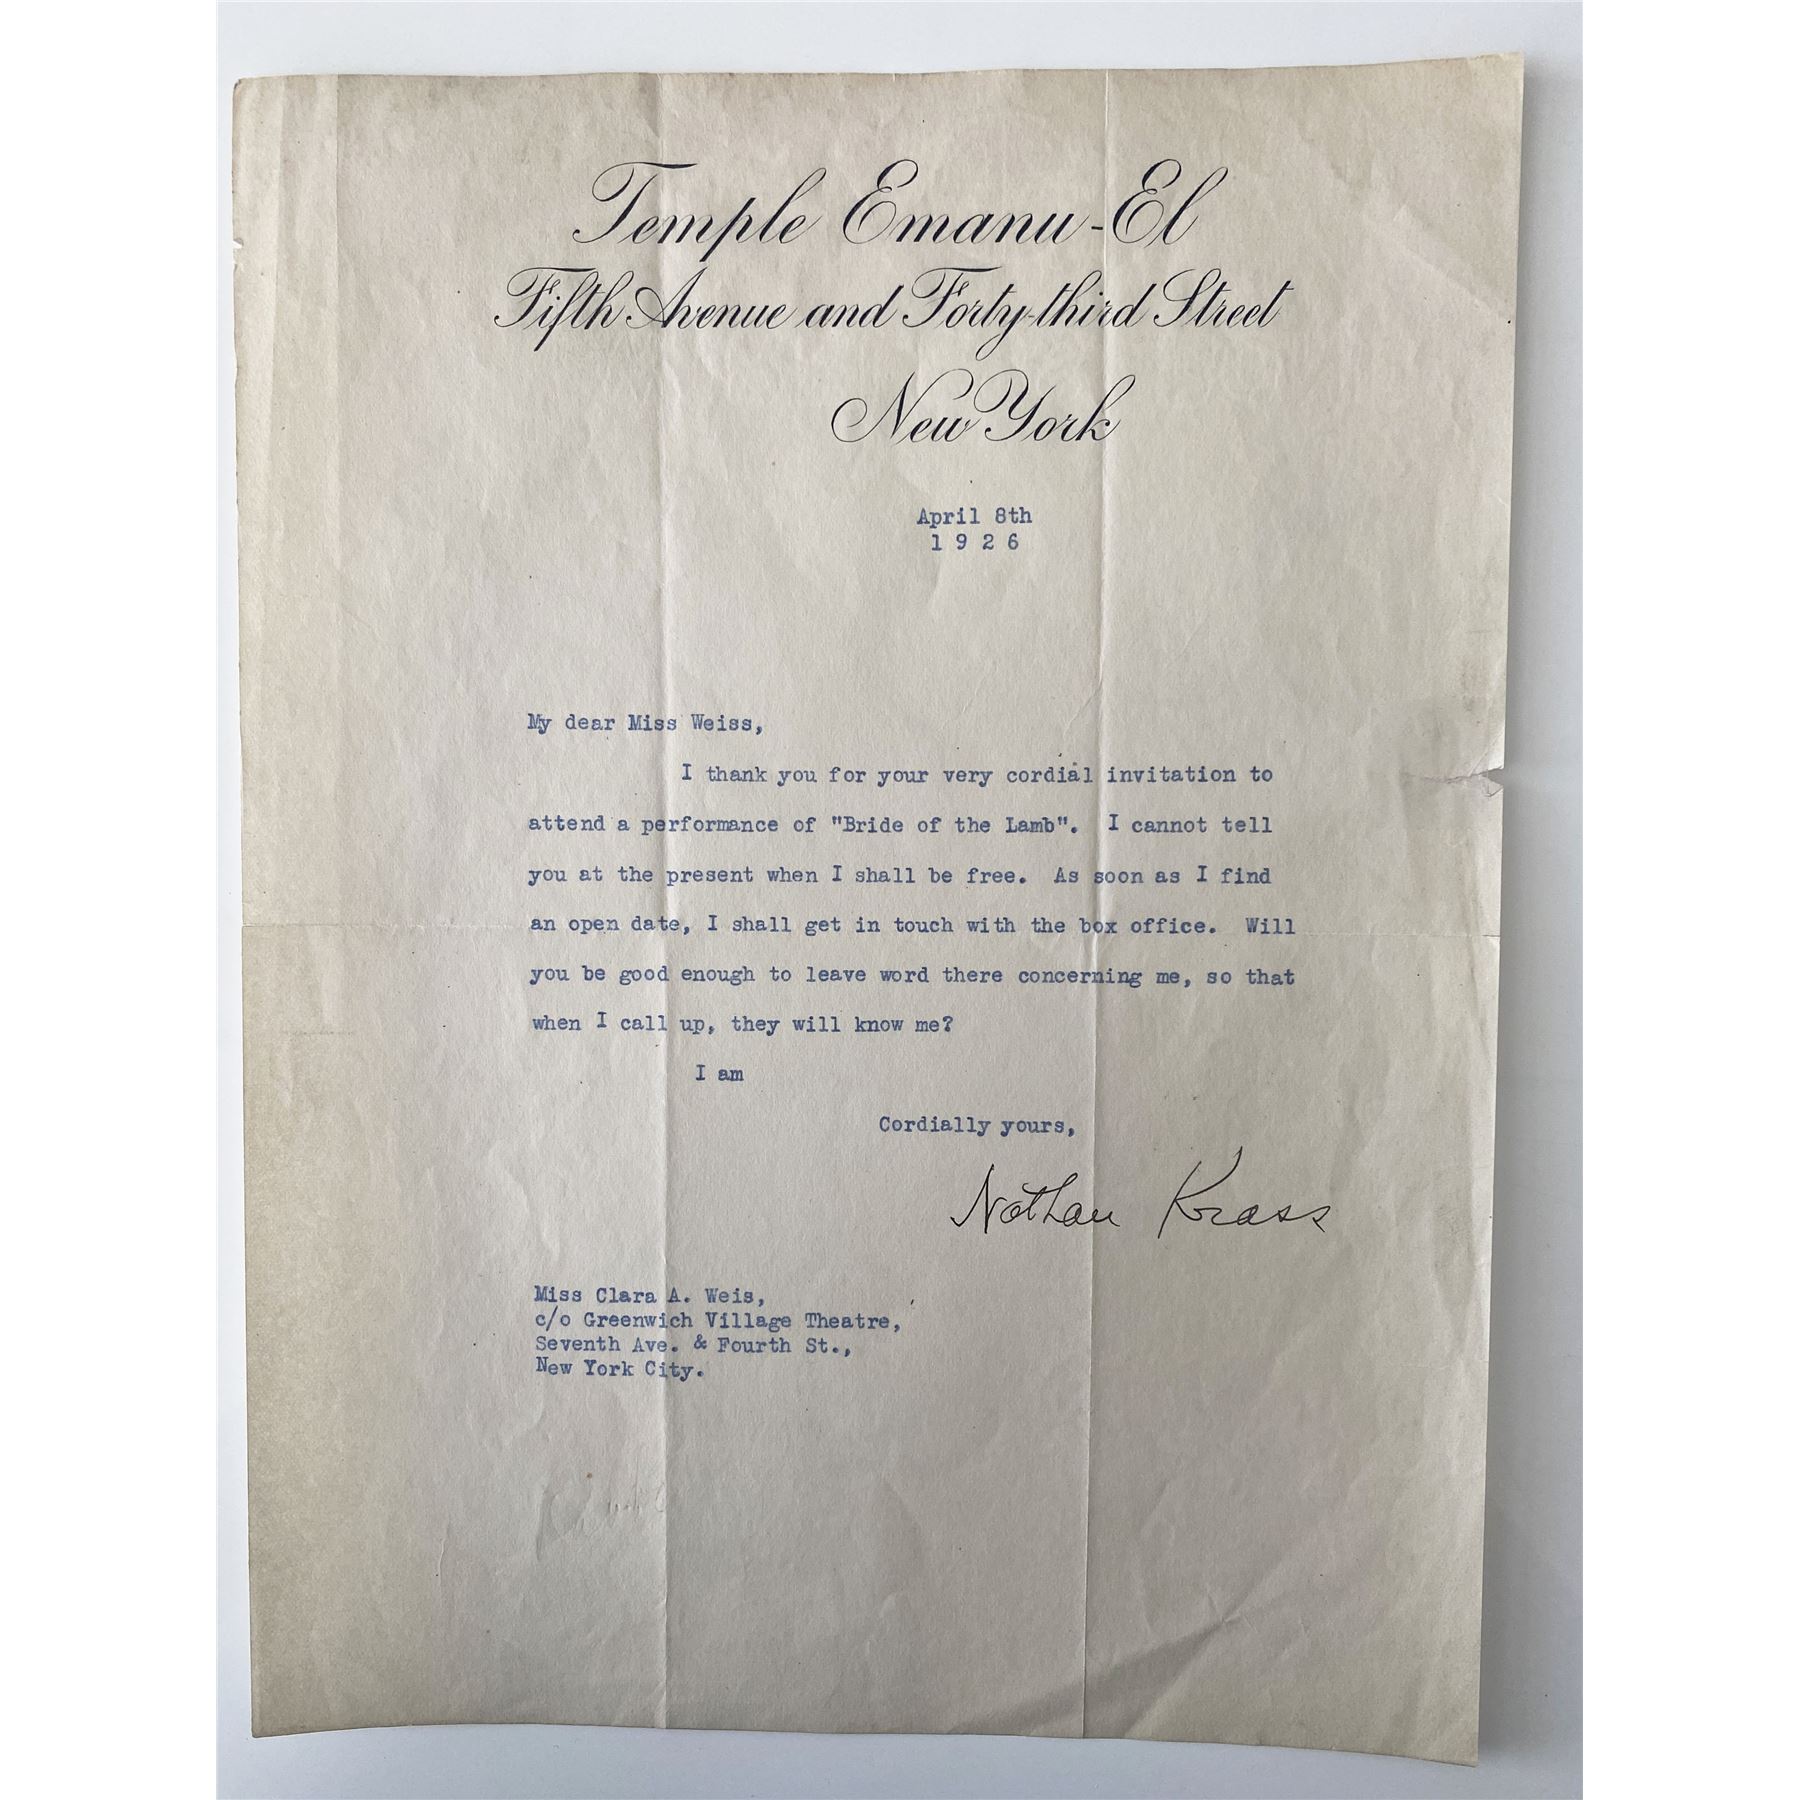 Temple Emanu-El
Fifth Avenue and Forty-third Street
New York
April 8th
1 9 2 6
My dear Miss Weiss,
I thank you for your very cordial invitation to
attend a performance of "Bride of the Lamb". I cannot tell
you at the present when I shall be free. As soon as I find
an open date, I shall get in touch with the box office. Will
you be good enough to leave word there concerning me, so that
when I call up, they will know me?
I am
Cordially yours,
Nathan Krass
Miss Clara A. Weis,
c/o Greenwich Village Theatre,
Seventh Ave. & Fourth St.,
New York City.